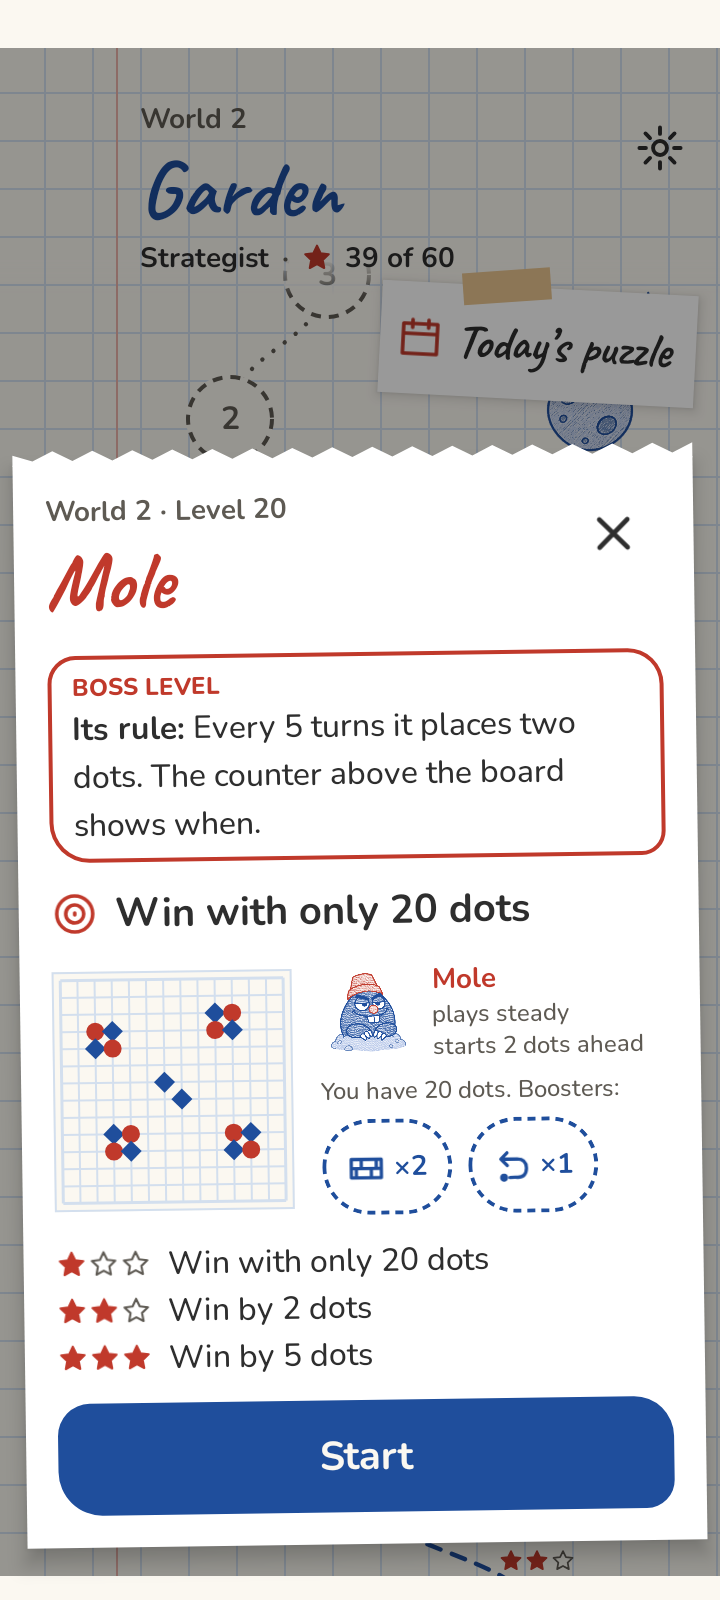 World 2
Garden
Strategist · ★ 39 of 60
3
Today's puzzle
2
World 2 · Level 20
Mole
BOSS LEVEL
Its rule: Every 5 turns it places two
dots. The counter above the board
shows when.
Win with only 20 dots
Mole
plays steady
starts 2 dots ahead
You have 20 dots. Boosters:
×2
×1
Win with only 20 dots
Win by 2 dots
Win by 5 dots
Start